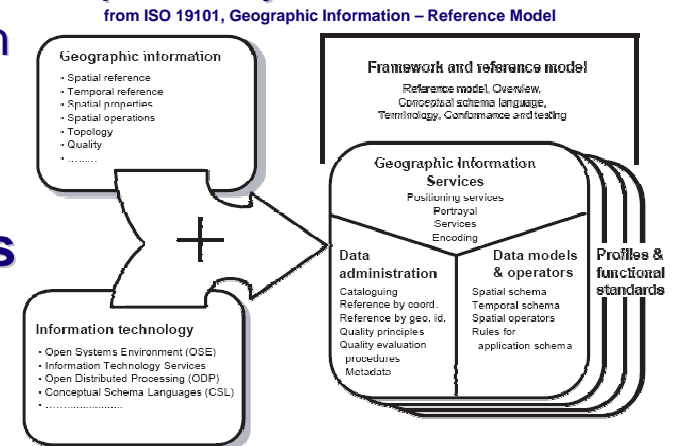 from ISO 19101, Geographic Information – Reference Model
Geographic information
• Spatial reference
• Temporal reference
• Spatial properties
• Spatial operations
• Topology
• Quality
• .........
+
Information technology
• Open Systems Environment (OSE)
• Information Technology Services
• Open Distributed Processing (ODP)
• Conceptual Schema Languages (CSL)
• ......................
Framework and reference model
Reference model, Overview,
Conceptual schema language,
Terminology, Conformance and testing
Geographic Information
Services
Positioning services
Portrayal
Services
Encoding
Data
administration
Cataloguing
Reference by coord.
Reference by geo. id.
Quality principles
Quality evaluation
procedures
Metadata
Data models
& operators
Spatial schema
Temporal schema
Spatial operators
Rules for
application schema
Profiles &
functional
standards